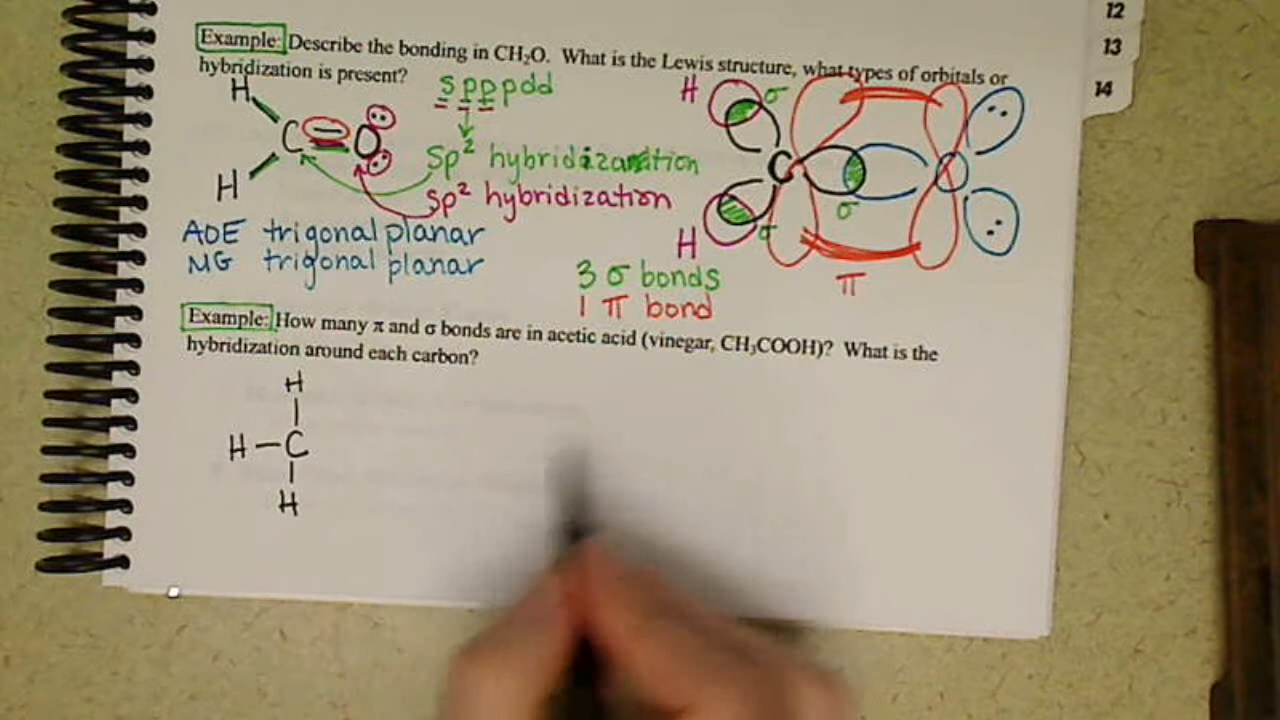 12
13
14
Example: Describe the bonding in CH₂O. What is the Lewis structure, what types of orbitals or
hybridization is present?
s p p p d d
H
H
C = O
sp² hybridization
sp² hybridization
AOE trigonal planar
MG trigonal planar
H
σ
C
σ
H
σ
π
3 σ bonds
1 π bond
Example: How many π and σ bonds are in acetic acid (vinegar, CH₃COOH)? What is the
hybridization around each carbon?
H
H – C
H